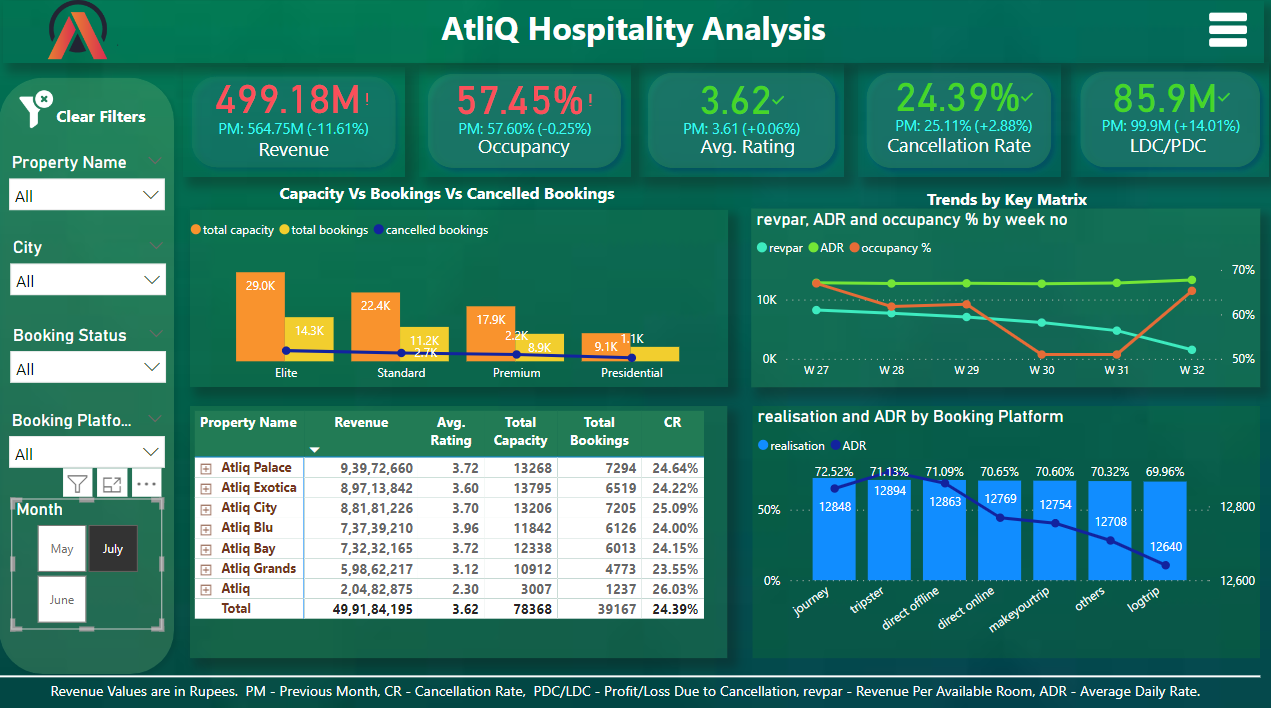 AtliQ Hospitality Analysis
Clear Filters
Property Name
All
City
All
Booking Status
All
Booking Platfo...
All
Month
May
July
June
499.18M!
PM: 564.75M (-11.61%)
Revenue
57.45%!
PM: 57.60% (-0.25%)
Occupancy
3.62
PM: 3.61 (+0.06%)
Avg. Rating
24.39%
PM: 25.11% (+2.88%)
Cancellation Rate
85.9M
PM: 99.9M (+14.01%)
LDC/PDC
Capacity Vs Bookings Vs Cancelled Bookings
total capacity total bookings cancelled bookings
29.0K
14.3K
22.4K
11.2K
2.7K
17.9K
2.2K
8.9K
9.1K
1.1K
Elite Standard Premium Presidential
Trends by Key Matrix
revpar, ADR and occupancy % by week no
revpar ADR occupancy %
10K
0K
70%
60%
50%
W 27 W 28 W 29 W 30 W 31 W 32
Property Name Revenue Avg. Rating Total Capacity Total Bookings CR
Atliq Palace 9,39,72,660 3.72 13268 7294 24.64%
Atliq Exotica 8,97,13,842 3.60 13795 6519 24.22%
Atliq City 8,81,81,226 3.70 13206 7205 25.09%
Atliq Blu 7,37,39,210 3.96 11842 6126 24.00%
Atliq Bay 7,32,32,165 3.72 12338 6013 24.15%
Atliq Grands 5,98,62,217 3.12 10912 4773 23.55%
Atliq 2,04,82,875 2.30 3007 1237 26.03%
Total 49,91,84,195 3.62 78368 39167 24.39%
realisation and ADR by Booking Platform
realisation ADR
72.52% 71.13% 71.09% 70.65% 70.60% 70.32% 69.96%
12848 12894 12863 12769 12754 12708 12640
50%
0%
12,800
12,600
journey tripster direct offline direct online makeyourtrip others logtrip
Revenue Values are in Rupees. PM - Previous Month, CR - Cancellation Rate, PDC/LDC - Profit/Loss Due to Cancellation, revpar - Revenue Per Available Room, ADR - Average Daily Rate.